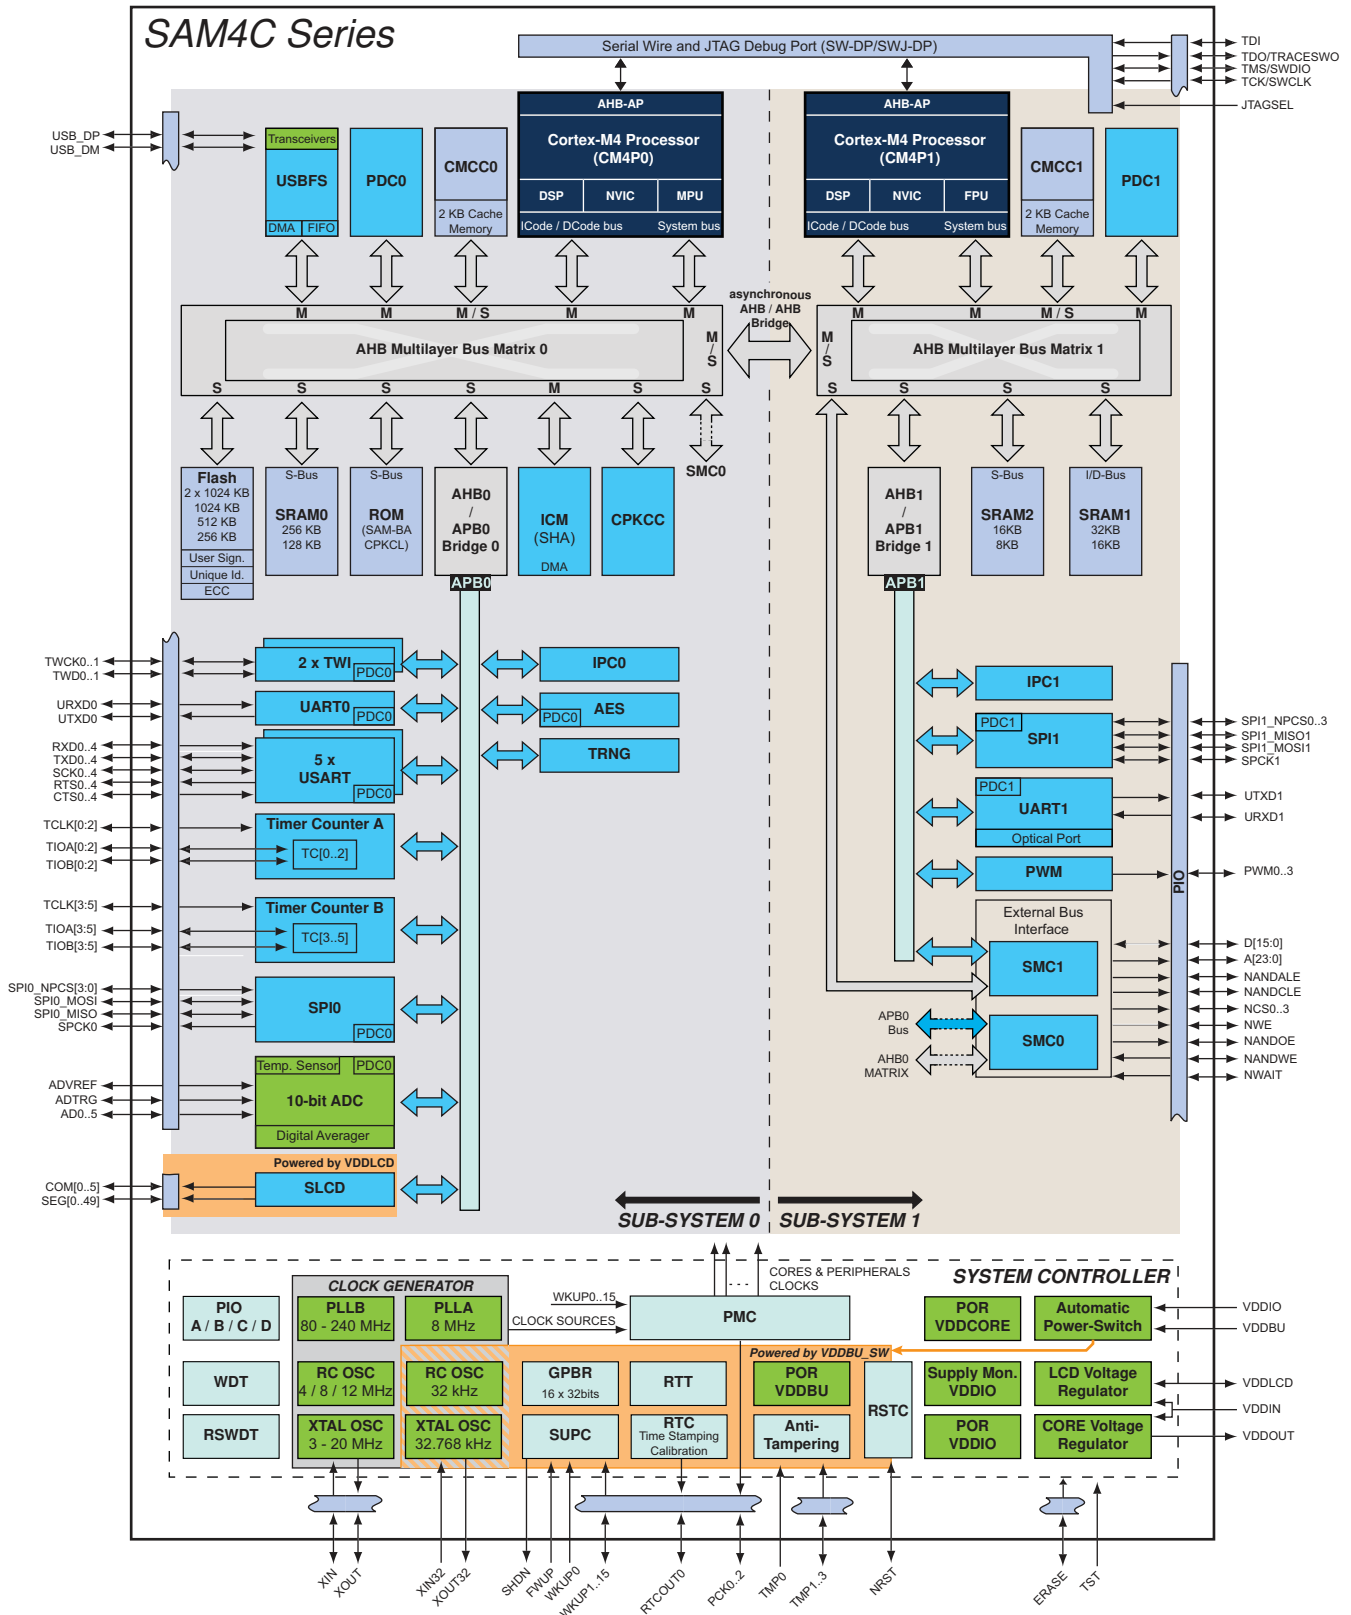 SAM4C Series
Serial Wire and JTAG Debug Port (SW-DP/SWJ-DP)
TDI
TDO/TRACESWO
TMS/SWDIO
TCK/SWCLK
JTAGSEL
USB_DP
USB_DM
Transceivers
USBFS
DMA
FIFO
PDC0
CMCC0
2 KB Cache
Memory
AHB-AP
Cortex-M4 Processor
(CM4P0)
DSP
NVIC
MPU
ICode / DCode bus
System bus
AHB-AP
Cortex-M4 Processor
(CM4P1)
DSP
NVIC
FPU
ICode / DCode bus
System bus
CMCC1
2 KB Cache
Memory
PDC1
asynchronous
AHB / AHB
Bridge
M
M
M / S
M
M
M
/
S
AHB Multilayer Bus Matrix 0
S
S
S
S
M
S
S
M
M
M / S
M
M
/
S
AHB Multilayer Bus Matrix 1
S
S
S
S
SMC0
Flash
2 x 1024 KB
1024 KB
512 KB
256 KB
User Sign.
Unique Id.
ECC
S-Bus
SRAM0
256 KB
128 KB
S-Bus
ROM
(SAM-BA
CPKCL)
AHB0
/
APB0
Bridge 0
APB0
ICM
(SHA)
DMA
CPKCC
AHB1
/
APB1
Bridge 1
APB1
S-Bus
SRAM2
16KB
8KB
I/D-Bus
SRAM1
32KB
16KB
TWCK0..1
TWD0..1
2 x TWI
PDC0
URXD0
UTXD0
UART0
PDC0
RXD0..4
TXD0..4
SCK0..4
RTS0..4
CTS0..4
5 x
USART
PDC0
TCLK[0:2]
TIOA[0:2]
TIOB[0:2]
Timer Counter A
TC[0..2]
TCLK[3:5]
TIOA[3:5]
TIOB[3:5]
Timer Counter B
TC[3..5]
SPI0_NPCS[3:0]
SPI0_MOSI
SPI0_MISO
SPCK0
SPI0
PDC0
ADVREF
ADTRG
AD0..5
Temp. Sensor
PDC0
10-bit ADC
Digital Averager
Powered by VDDLCD
COM[0..5]
SEG[0..49]
SLCD
IPC0
AES
PDC0
TRNG
IPC1
PDC1
SPI1
PDC1
UART1
Optical Port
PWM
External Bus
Interface
SMC1
SMC0
APB0
Bus
AHB0
MATRIX
PIO
SPI1_NPCS0..3
SPI1_MISO1
SPI1_MOSI1
SPCK1
UTXD1
URXD1
PWM0..3
D[15:0]
A[23:0]
NANDALE
NANDCLE
NCS0..3
NWE
NANDOE
NANDWE
NWAIT
SUB-SYSTEM 0
SUB-SYSTEM 1
SYSTEM CONTROLLER
CORES & PERIPHERALS
CLOCKS
WKUP0..15
CLOCK SOURCES
PMC
CLOCK GENERATOR
PIO
A / B / C / D
PLLB
80 - 240 MHz
PLLA
8 MHz
POR
VDDCORE
Automatic
Power-Switch
Powered by VDDBU_SW
WDT
RC OSC
4 / 8 / 12 MHz
RC OSC
32 kHz
GPBR
16 x 32bits
RTT
POR
VDDBU
RSTC
Supply Mon.
VDDIO
LCD Voltage
Regulator
RSWDT
XTAL OSC
3 - 20 MHz
XTAL OSC
32.768 kHz
SUPC
RTC
Time Stamping
Calibration
Anti-
Tampering
POR
VDDIO
CORE Voltage
Regulator
VDDIO
VDDBU
VDDLCD
VDDIN
VDDOUT
XIN
XOUT
XIN32
XOUT32
SHDN
FWUP
WKUP0
WKUP1..15
RTCOUT0
PCK0..2
TMP0
TMP1..3
NRST
ERASE
TST